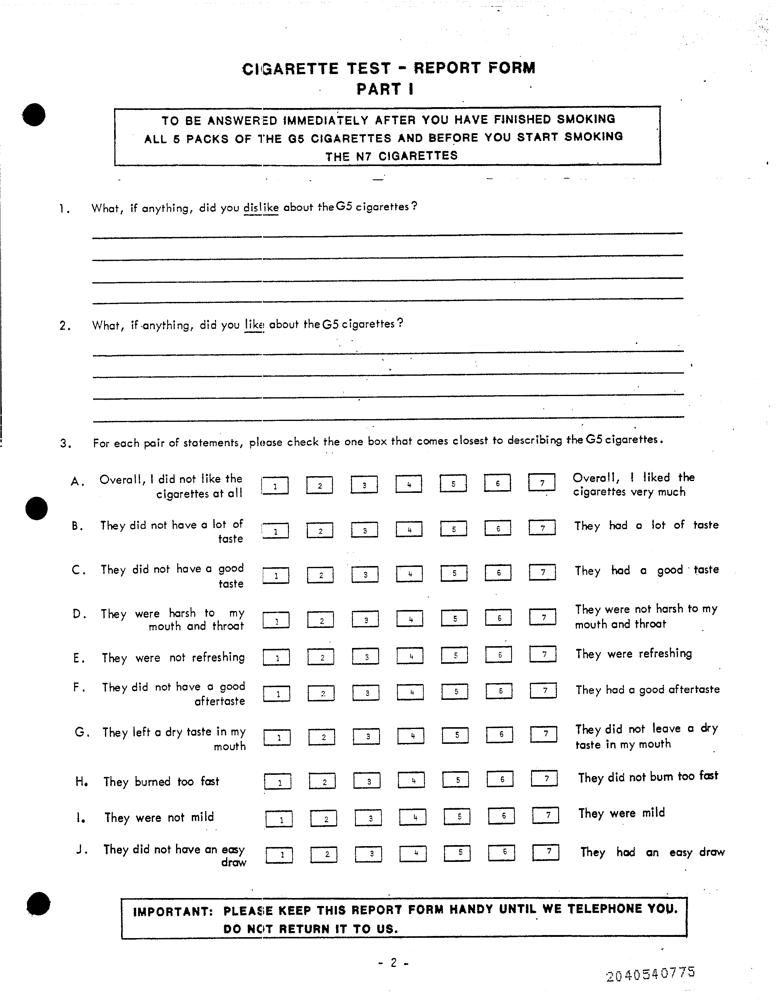 CIGARETTE TEST - REPORT FORM
PART I
TO BE ANSWERED IMMEDIATELY AFTER YOU HAVE FINISHED SMOKING
ALL 5 PACKS OF THE G5 CIGARETTES AND BEFORE YOU START SMOKING
THE N7 CIGARETTES
1. What, if anything, did you dislike about the G5 cigarettes?
2. What, if anything, did you like about the G5 cigarettes?
3. For each pair of statements, please check the one box that comes closest to describing the G5 cigarettes.
A. Overall, I did not like the 1 2 3 4 5 6 7 Overall, I liked the
cigarettes at all cigarettes very much
B. They did not have a lot of 1 2 3 4 5 6 7 They had a lot of taste
taste
C. They did not have a good 1 2 3 4 5 6 7 They had a good taste
taste
D. They were harsh to my 1 2 3 4 5 6 7 They were not harsh to my
mouth and throat mouth and throat
E. They were not refreshing 1 2 3 4 5 6 7 They were refreshing
F. They did not have a good 1 2 3 4 5 6 7 They had a good aftertaste
aftertaste
G. They left a dry taste in my 1 2 3 4 5 6 7 They did not leave a dry
mouth taste in my mouth
H. They burned too fast 1 2 3 4 5 6 7 They did not burn too fast
I. They were not mild 1 2 3 4 5 6 7 They were mild
J. They did not have an easy 1 2 3 4 5 6 7 They had an easy draw
draw
IMPORTANT: PLEASE KEEP THIS REPORT FORM HANDY UNTIL WE TELEPHONE YOU.
DO NOT RETURN IT TO US.
- 2 -
2040540775